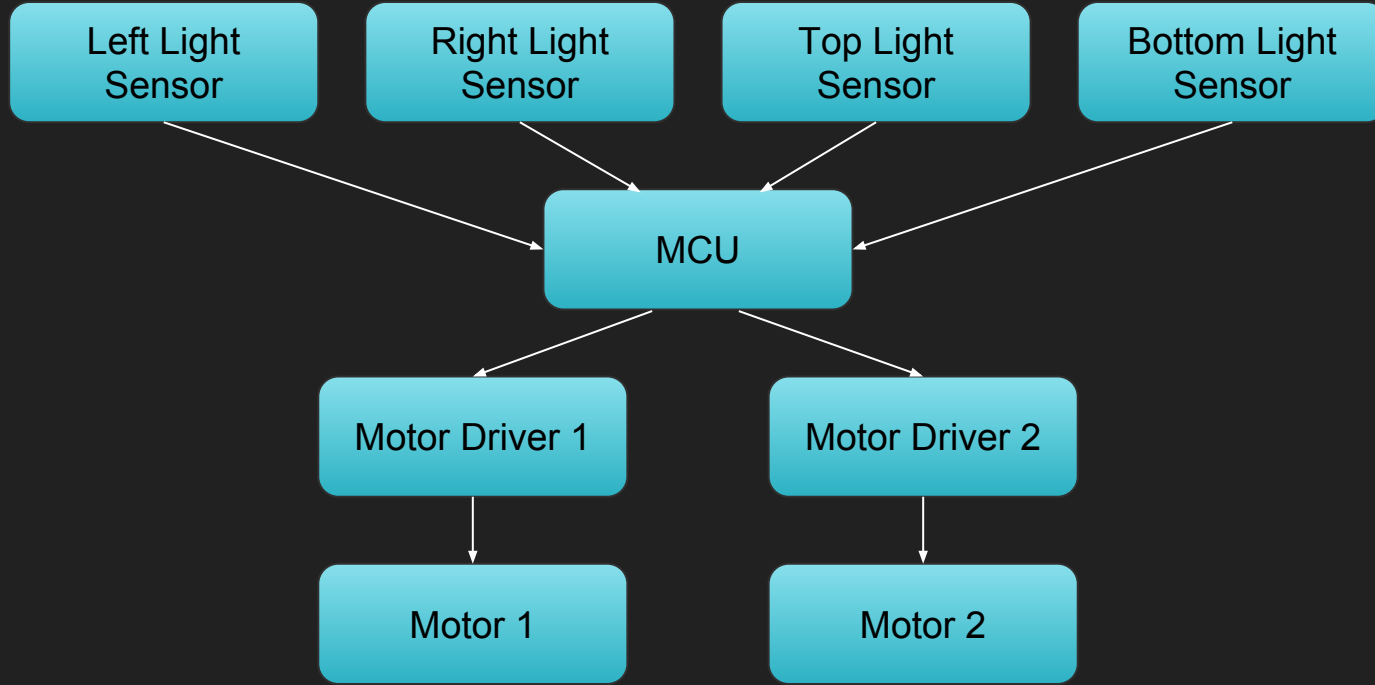 Left Light
Sensor
Right Light
Sensor
Top Light
Sensor
Bottom Light
Sensor
MCU
Motor Driver 1
Motor Driver 2
Motor 1
Motor 2